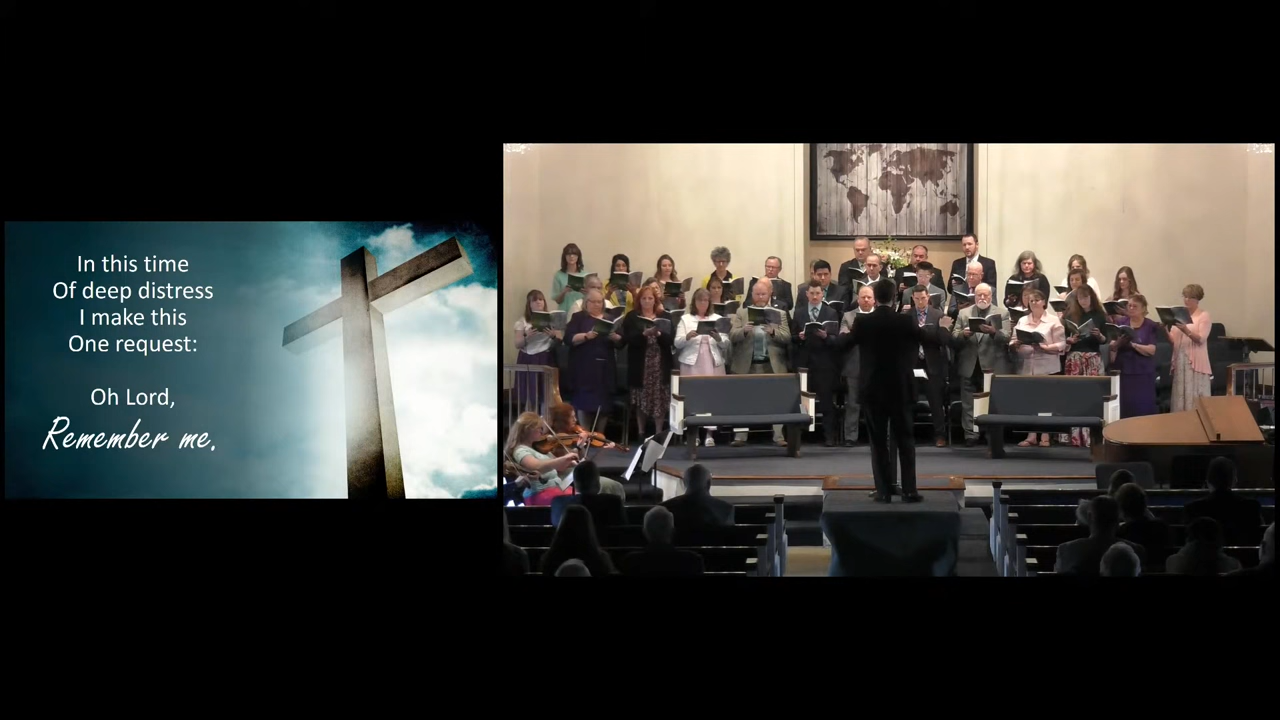 In this time
Of deep distress
I make this
One request:
Oh Lord,
Remember me.